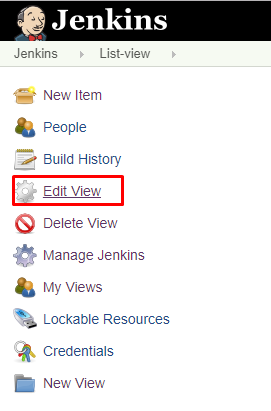 Jenkins
Jenkins List-view
New Item
People
Build History
Edit View
Delete View
Manage Jenkins
My Views
Lockable Resources
Credentials
New View